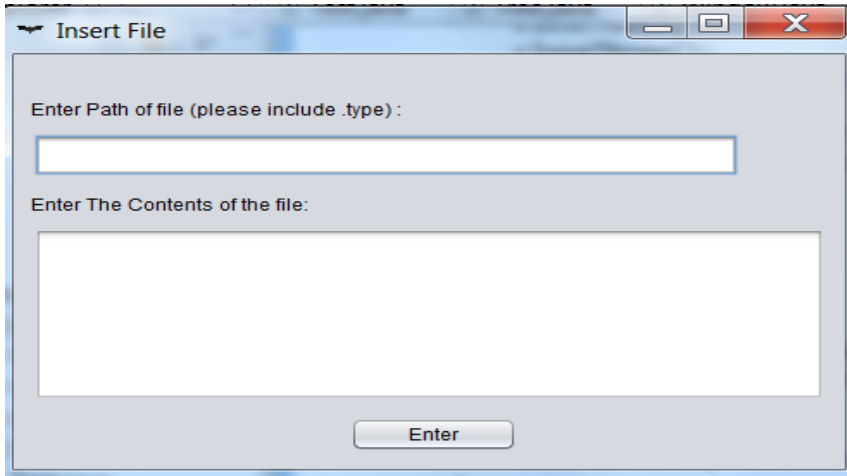 Insert File
Enter Path of file (please include .type) :
Enter The Contents of the file:
Enter